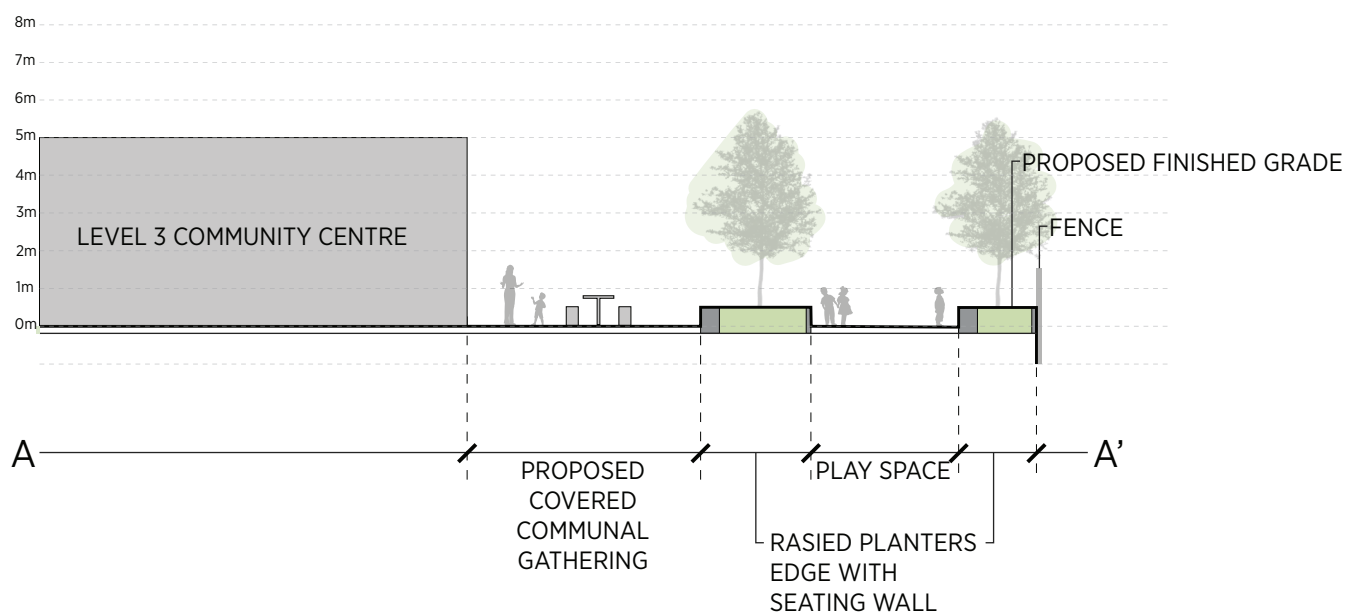 8m
7m
6m
5m
4m
3m
2m
1m
0m
LEVEL 3 COMMUNITY CENTRE
PROPOSED FINISHED GRADE
FENCE
A
A’
PROPOSED
COVERED
COMMUNAL
GATHERING
PLAY SPACE
RASIED PLANTERS
EDGE WITH
SEATING WALL